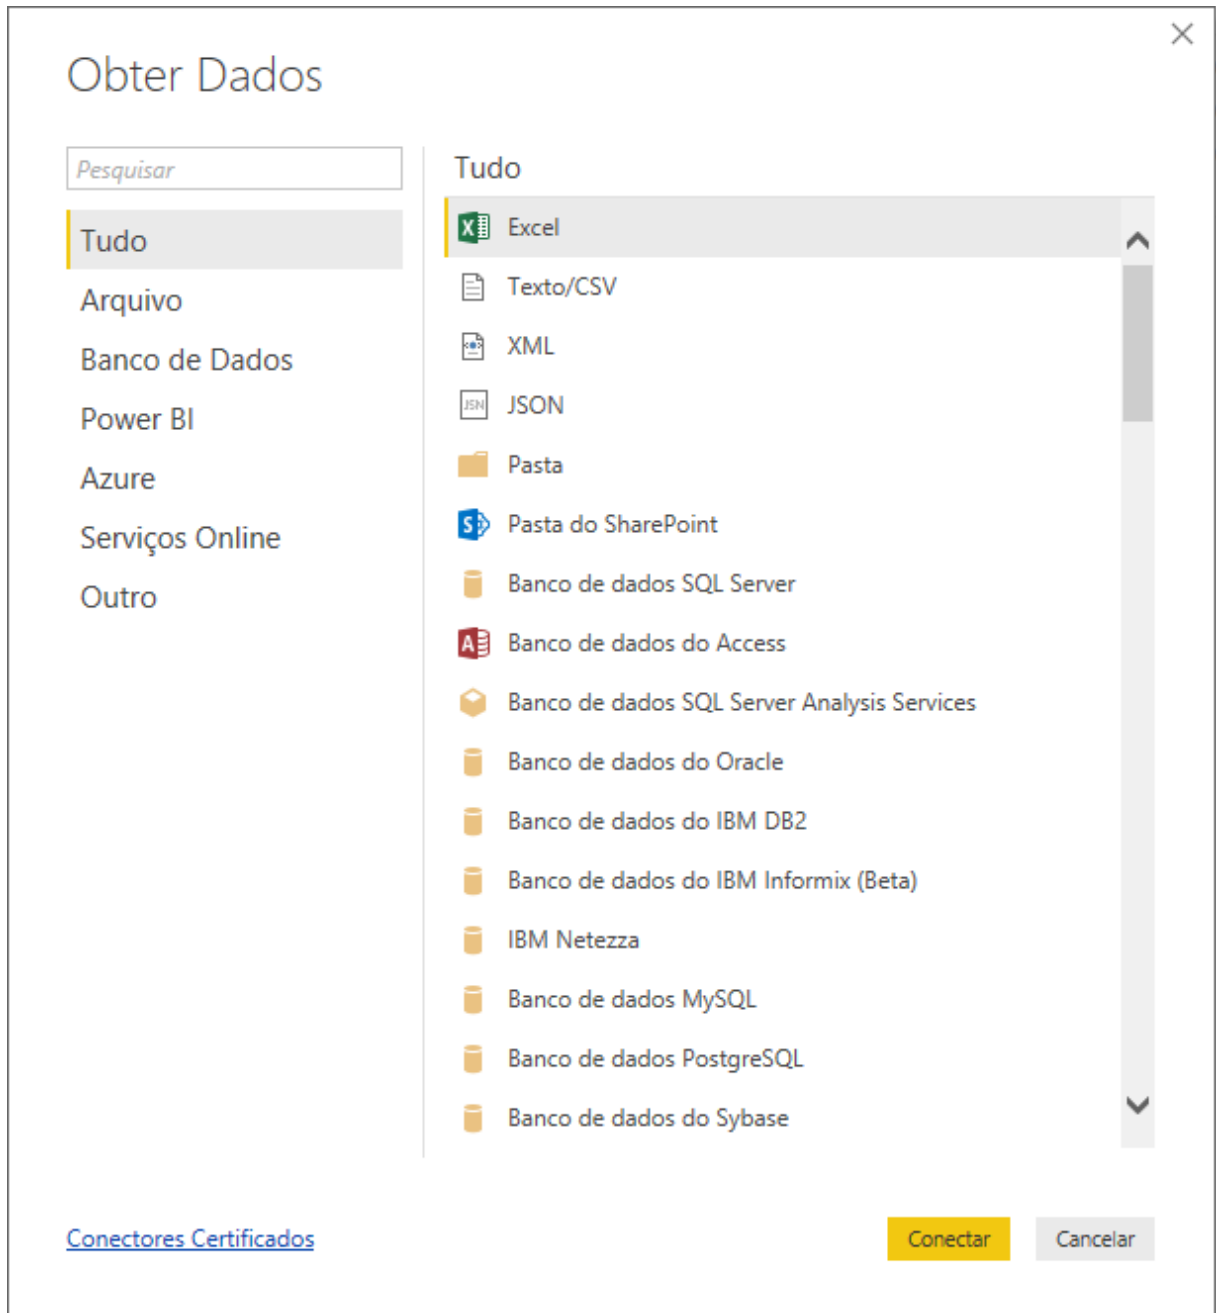 Obter Dados
Pesquisar
Tudo
Arquivo
Banco de Dados
Power BI
Azure
Serviços Online
Outro
Tudo
Excel
Texto/CSV
XML
JSON
Pasta
Pasta do SharePoint
Banco de dados SQL Server
Banco de dados do Access
Banco de dados SQL Server Analysis Services
Banco de dados do Oracle
Banco de dados do IBM DB2
Banco de dados do IBM Informix (Beta)
IBM Netezza
Banco de dados MySQL
Banco de dados PostgreSQL
Banco de dados do Sybase
Conectores Certificados
Conectar
Cancelar